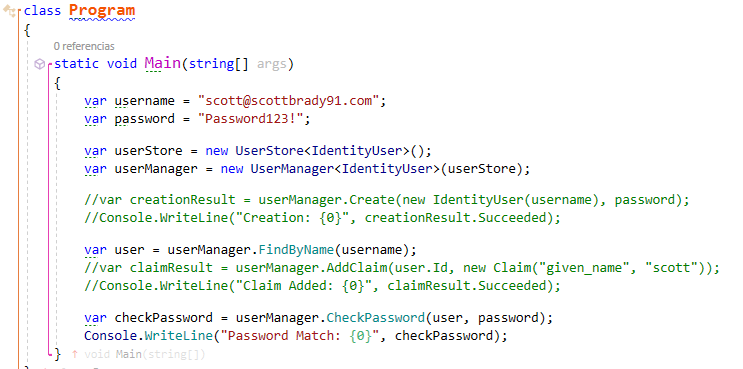 class Program
{
0 referencias
static void Main(string[] args)
{
var username = "scott@scottbrady91.com";
var password = "Password123!";
var userStore = new UserStore<IdentityUser>();
var userManager = new UserManager<IdentityUser>(userStore);
//var creationResult = userManager.Create(new IdentityUser(username), password);
//Console.WriteLine("Creation: {0}", creationResult.Succeeded);
var user = userManager.FindByName(username);
//var claimResult = userManager.AddClaim(user.Id, new Claim("given_name", "scott"));
//Console.WriteLine("Claim Added: {0}", claimResult.Succeeded);
var checkPassword = userManager.CheckPassword(user, password);
Console.WriteLine("Password Match: {0}", checkPassword);
} ↑ void Main(string[])